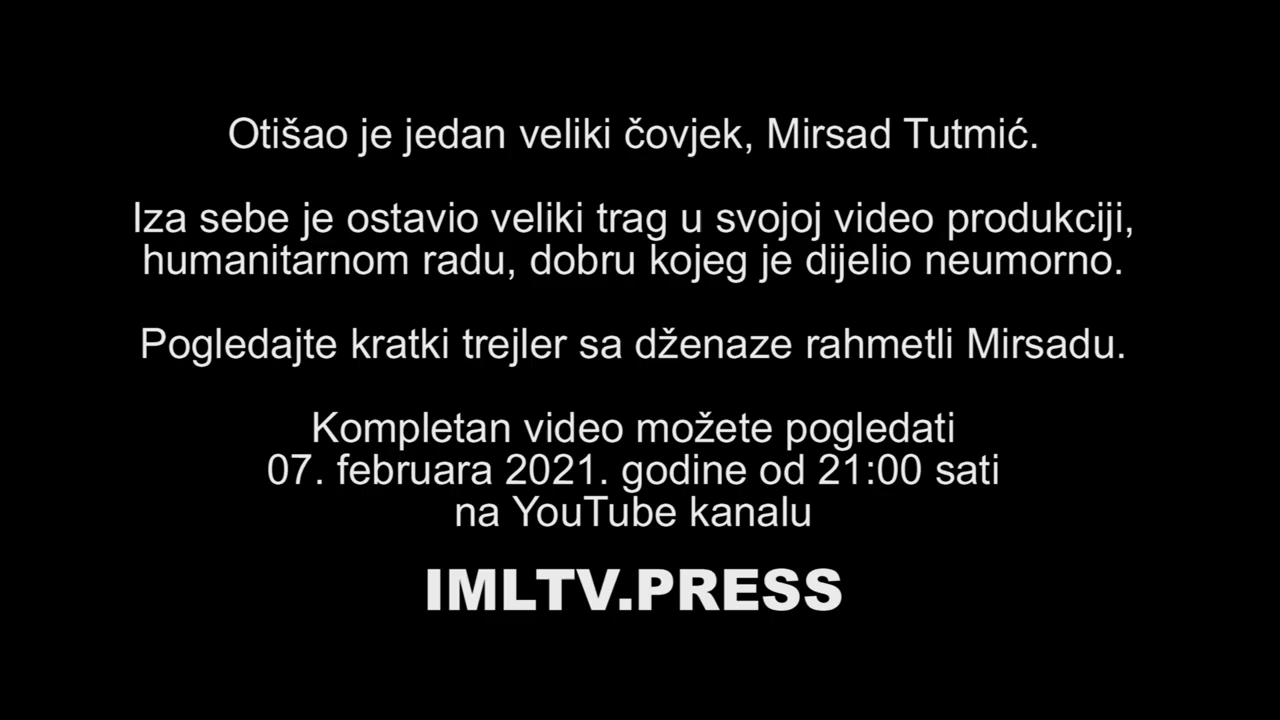 Otišao je jedan veliki čovjek, Mirsad Tutmić.
Iza sebe je ostavio veliki trag u svojoj video produkciji,
humanitarnom radu, dobru kojeg je dijelio neumorno.
Pogledajte kratki trejler sa dženaze rahmetli Mirsadu.
Kompletan video možete pogledati
07. februara 2021. godine od 21:00 sati
na YouTube kanalu
IMLTV.PRESS